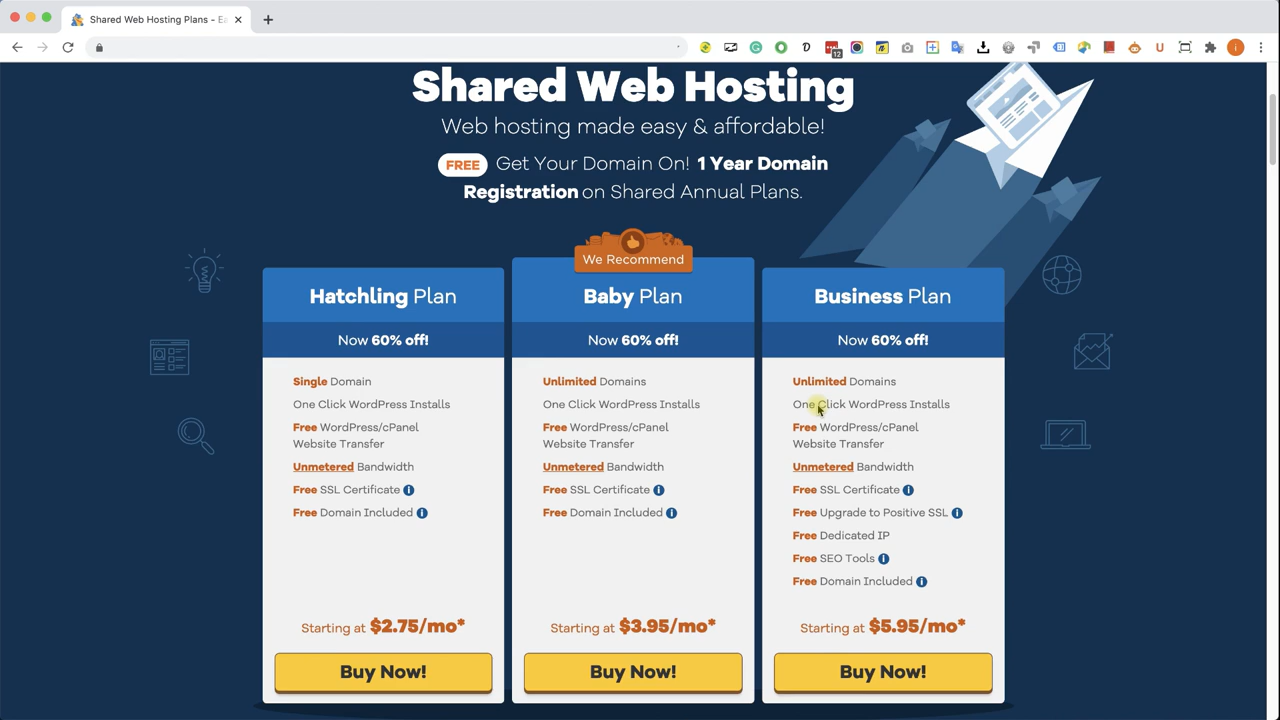 Shared Web Hosting Plans - Ea
12
i
Shared Web Hosting
Web hosting made easy & affordable!
FREE Get Your Domain On! 1 Year Domain
Registration on Shared Annual Plans.
We Recommend
Hatchling Plan
Now 60% off!
Single Domain
One Click WordPress Installs
Free WordPress/cPanel
Website Transfer
Unmetered Bandwidth
Free SSL Certificate i
Free Domain Included i
Starting at $2.75/mo*
Buy Now!
Baby Plan
Now 60% off!
Unlimited Domains
One Click WordPress Installs
Free WordPress/cPanel
Website Transfer
Unmetered Bandwidth
Free SSL Certificate i
Free Domain Included i
Starting at $3.95/mo*
Buy Now!
Business Plan
Now 60% off!
Unlimited Domains
One Click WordPress Installs
Free WordPress/cPanel
Website Transfer
Unmetered Bandwidth
Free SSL Certificate i
Free Upgrade to Positive SSL i
Free Dedicated IP
Free SEO Tools i
Free Domain Included i
Starting at $5.95/mo*
Buy Now!